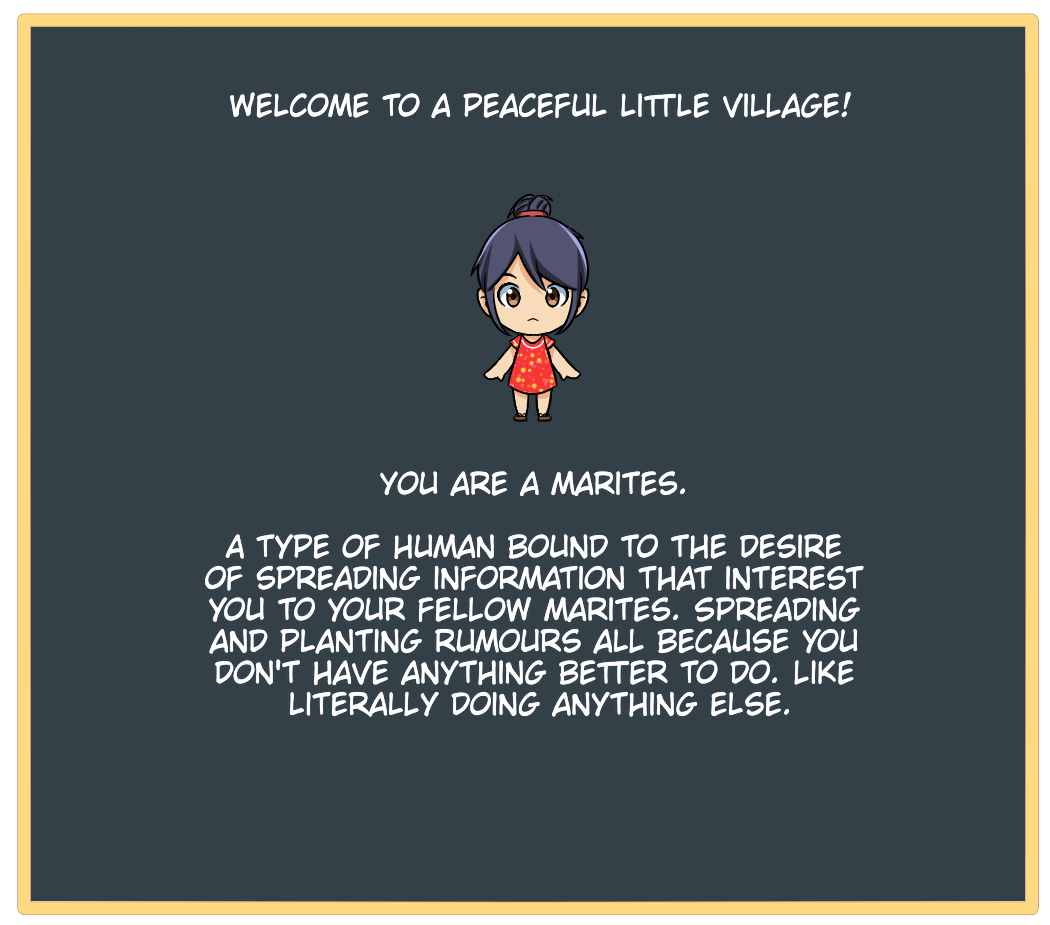 WELCOME TO A PEACEFUL LITTLE VILLAGE!
YOU ARE A MARITES.
A TYPE OF HUMAN BOUND TO THE DESIRE
OF SPREADING INFORMATION THAT INTEREST
YOU TO YOUR FELLOW MARITES. SPREADING
AND PLANTING RUMOURS ALL BECAUSE YOU
DON'T HAVE ANYTHING BETTER TO DO. LIKE
LITERALLY DOING ANYTHING ELSE.